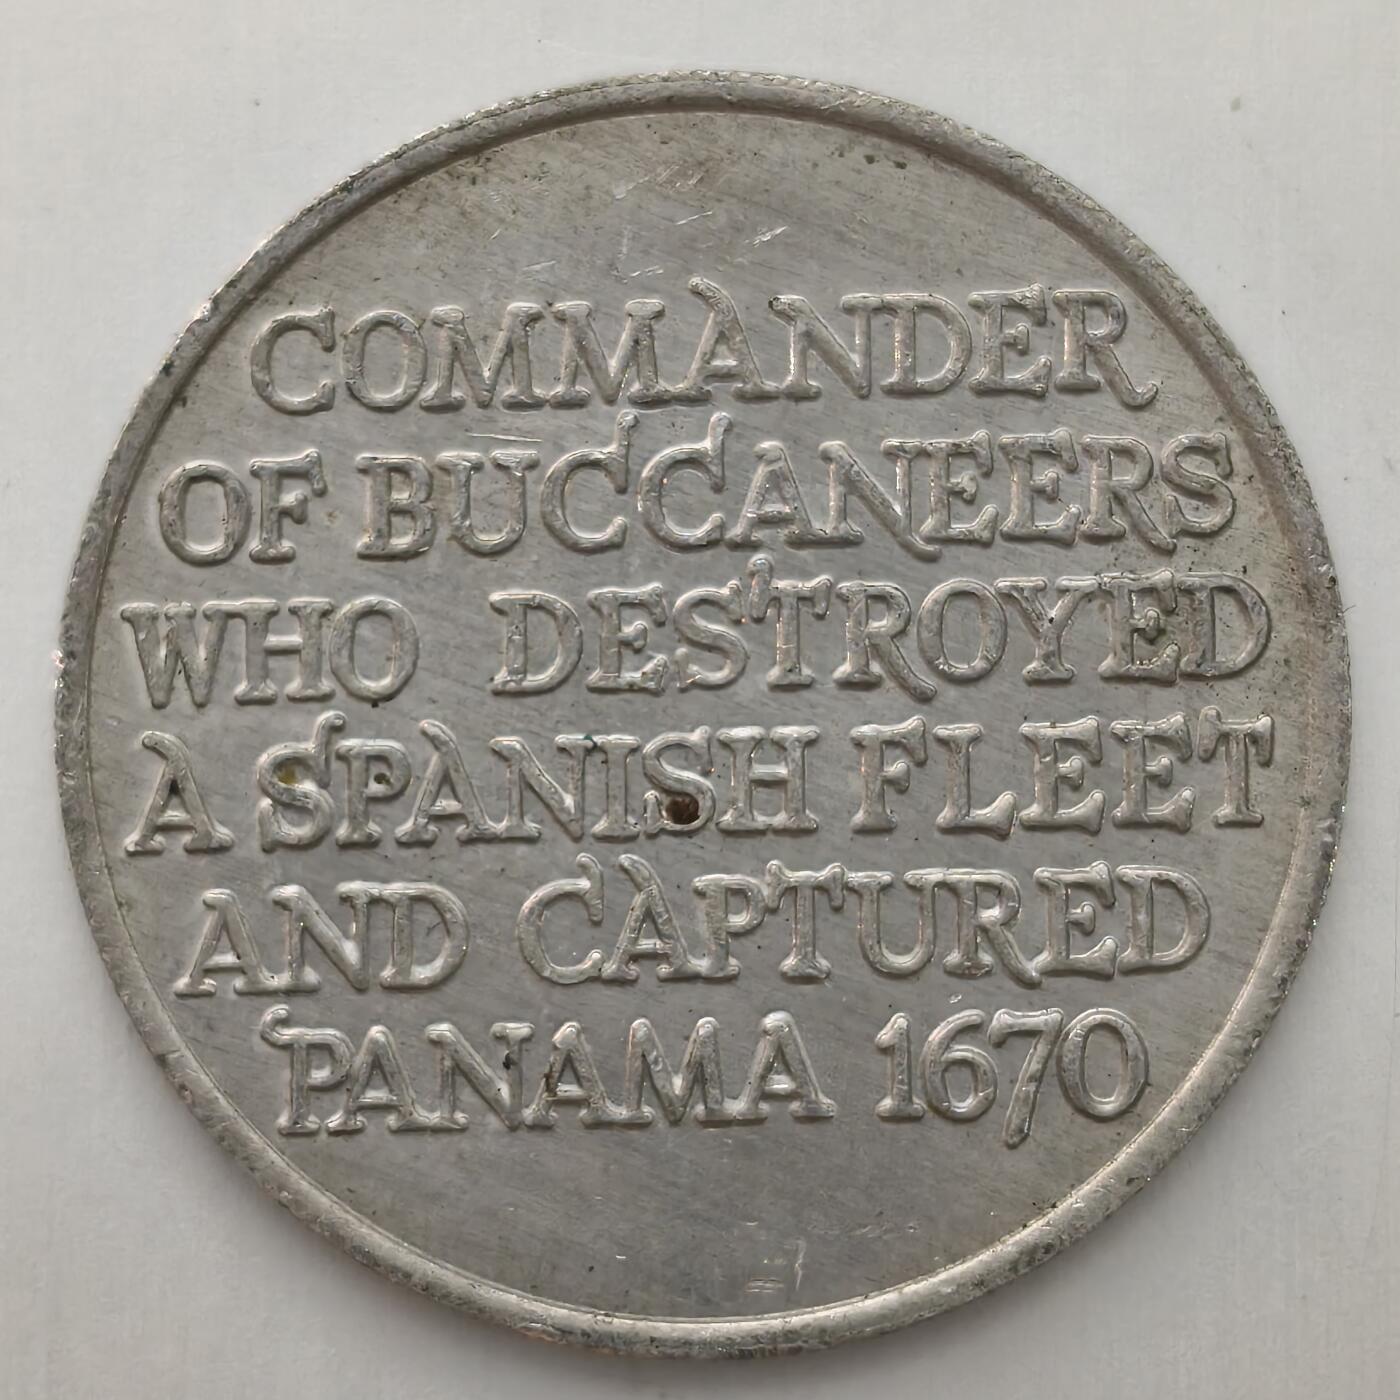 COMMANDER
OF BUCCANEERS
WHO DESTROYED
A SPANISH FLEET
AND CAPTURED
PANAMA 1670